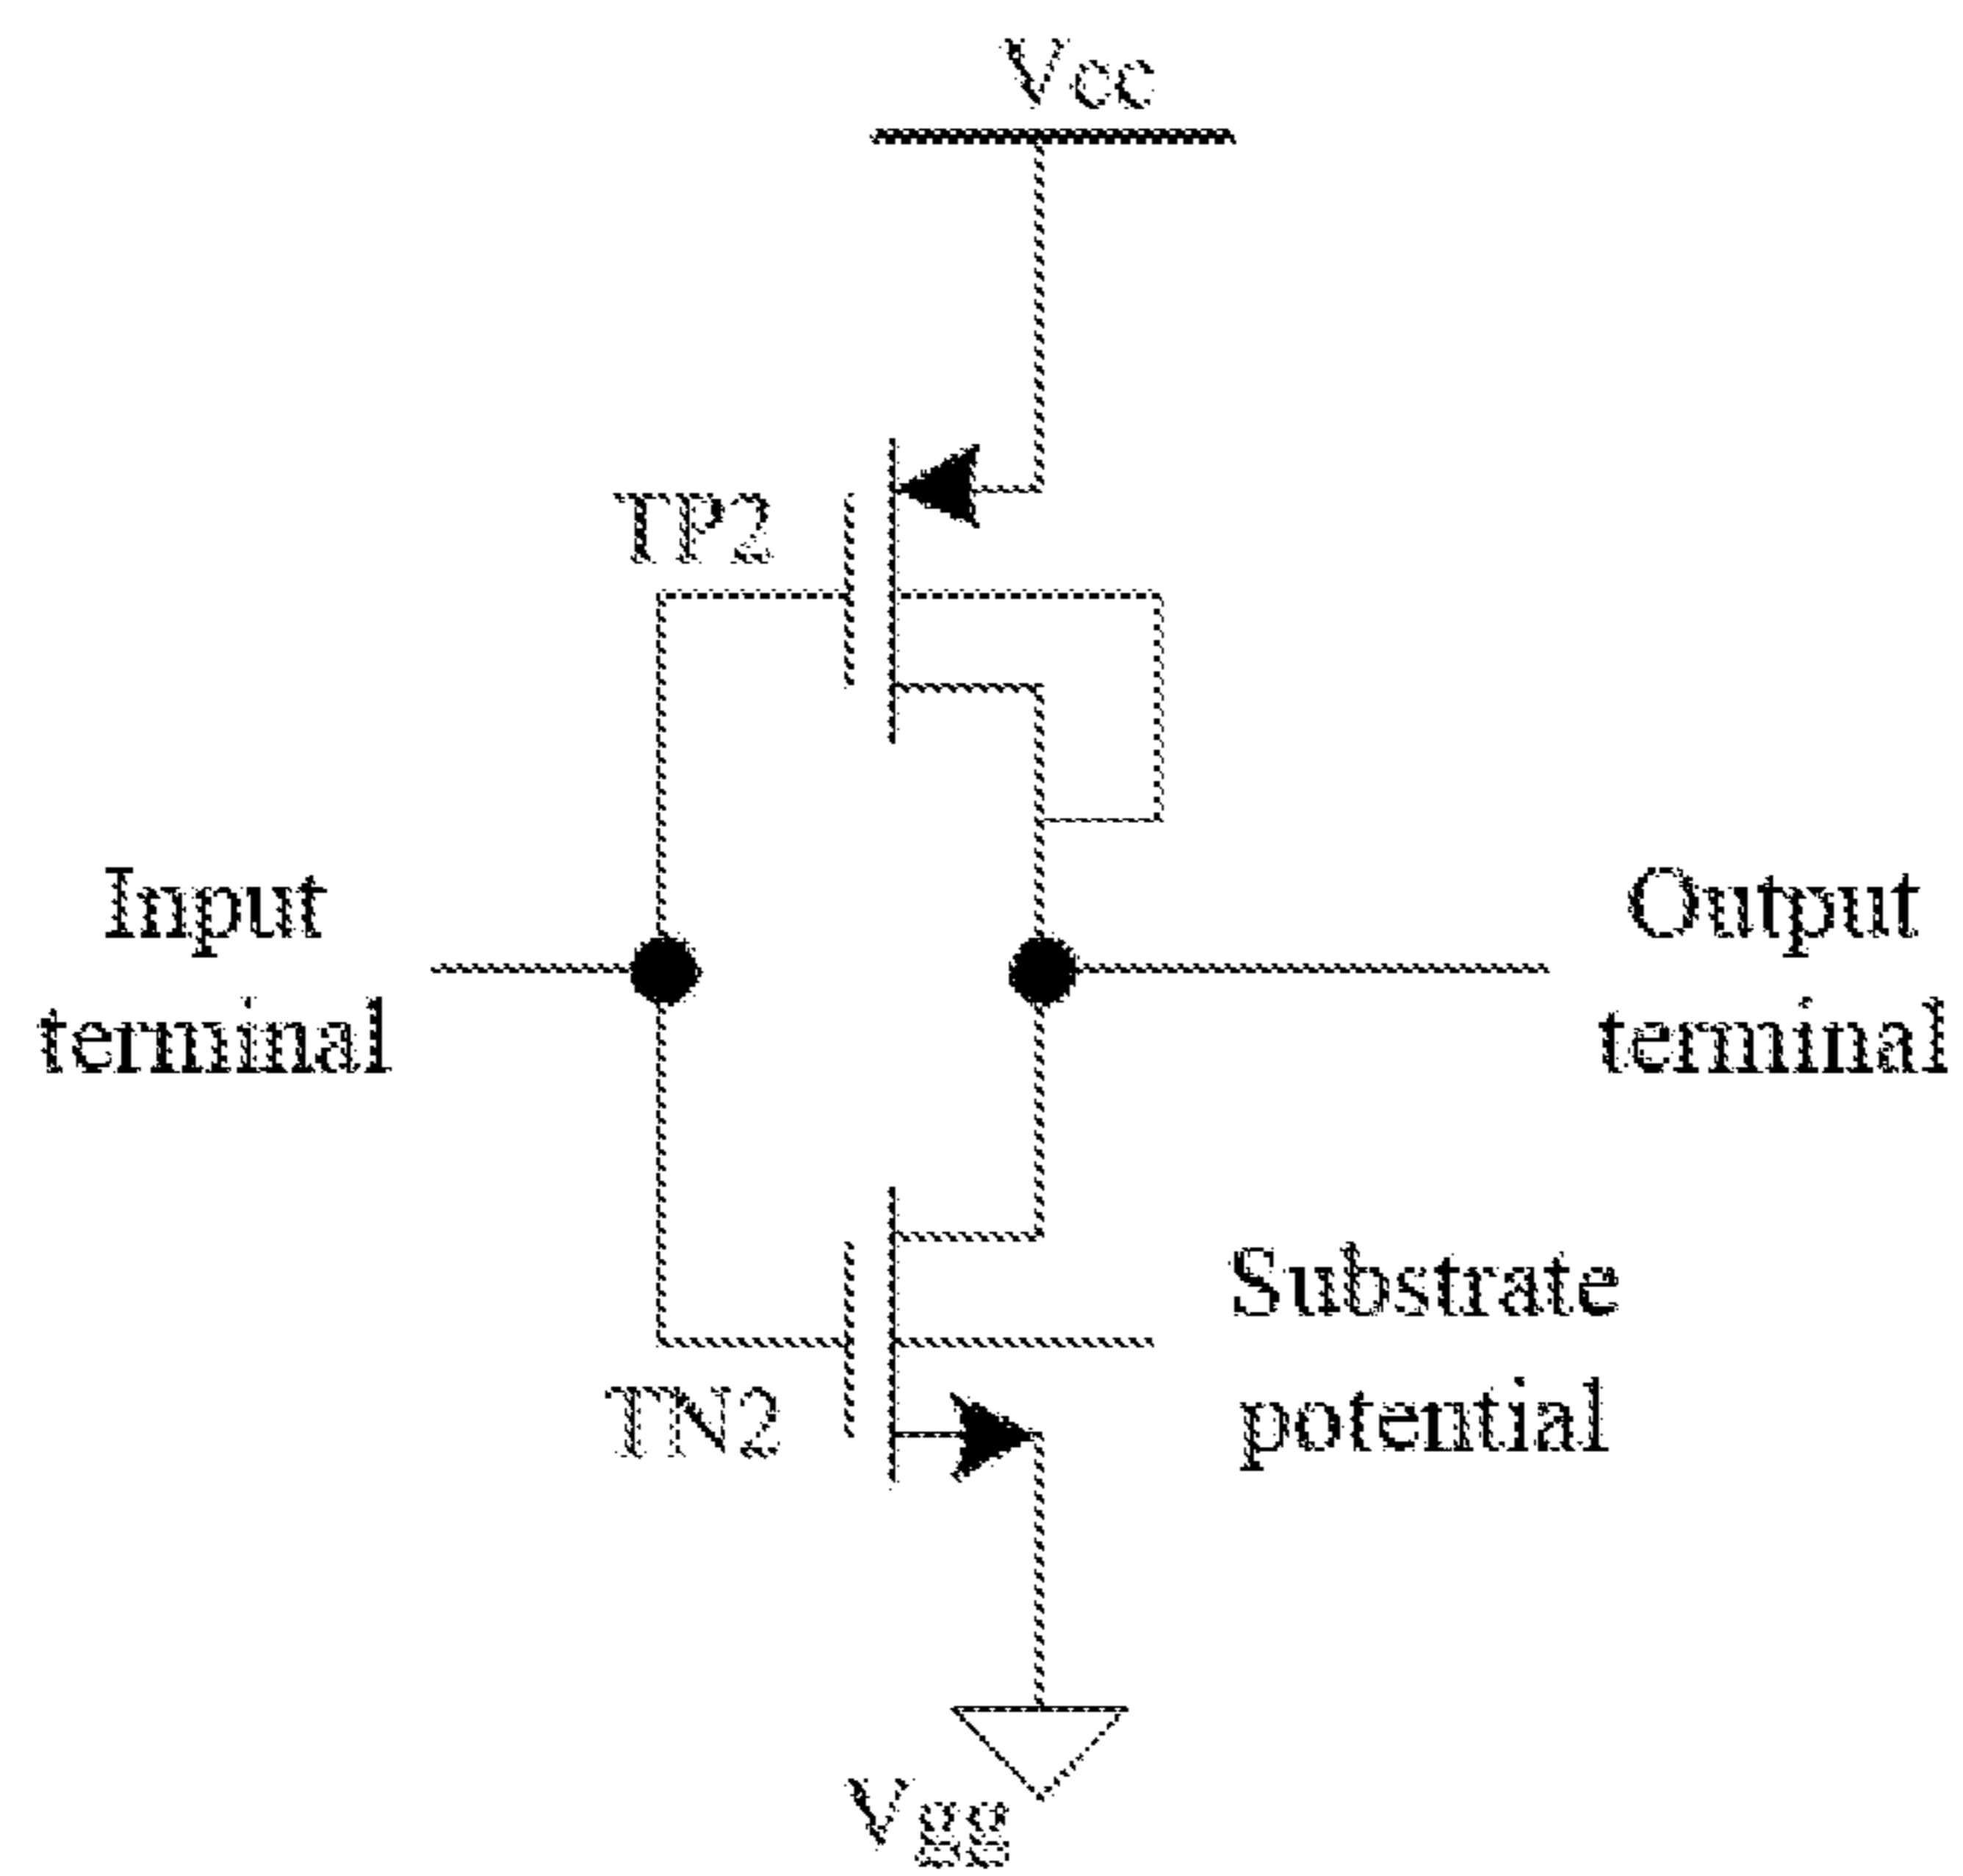 Vcc
TP2
Input
terminal
Output
terminal
Substrate
potential
TN2
Vgg